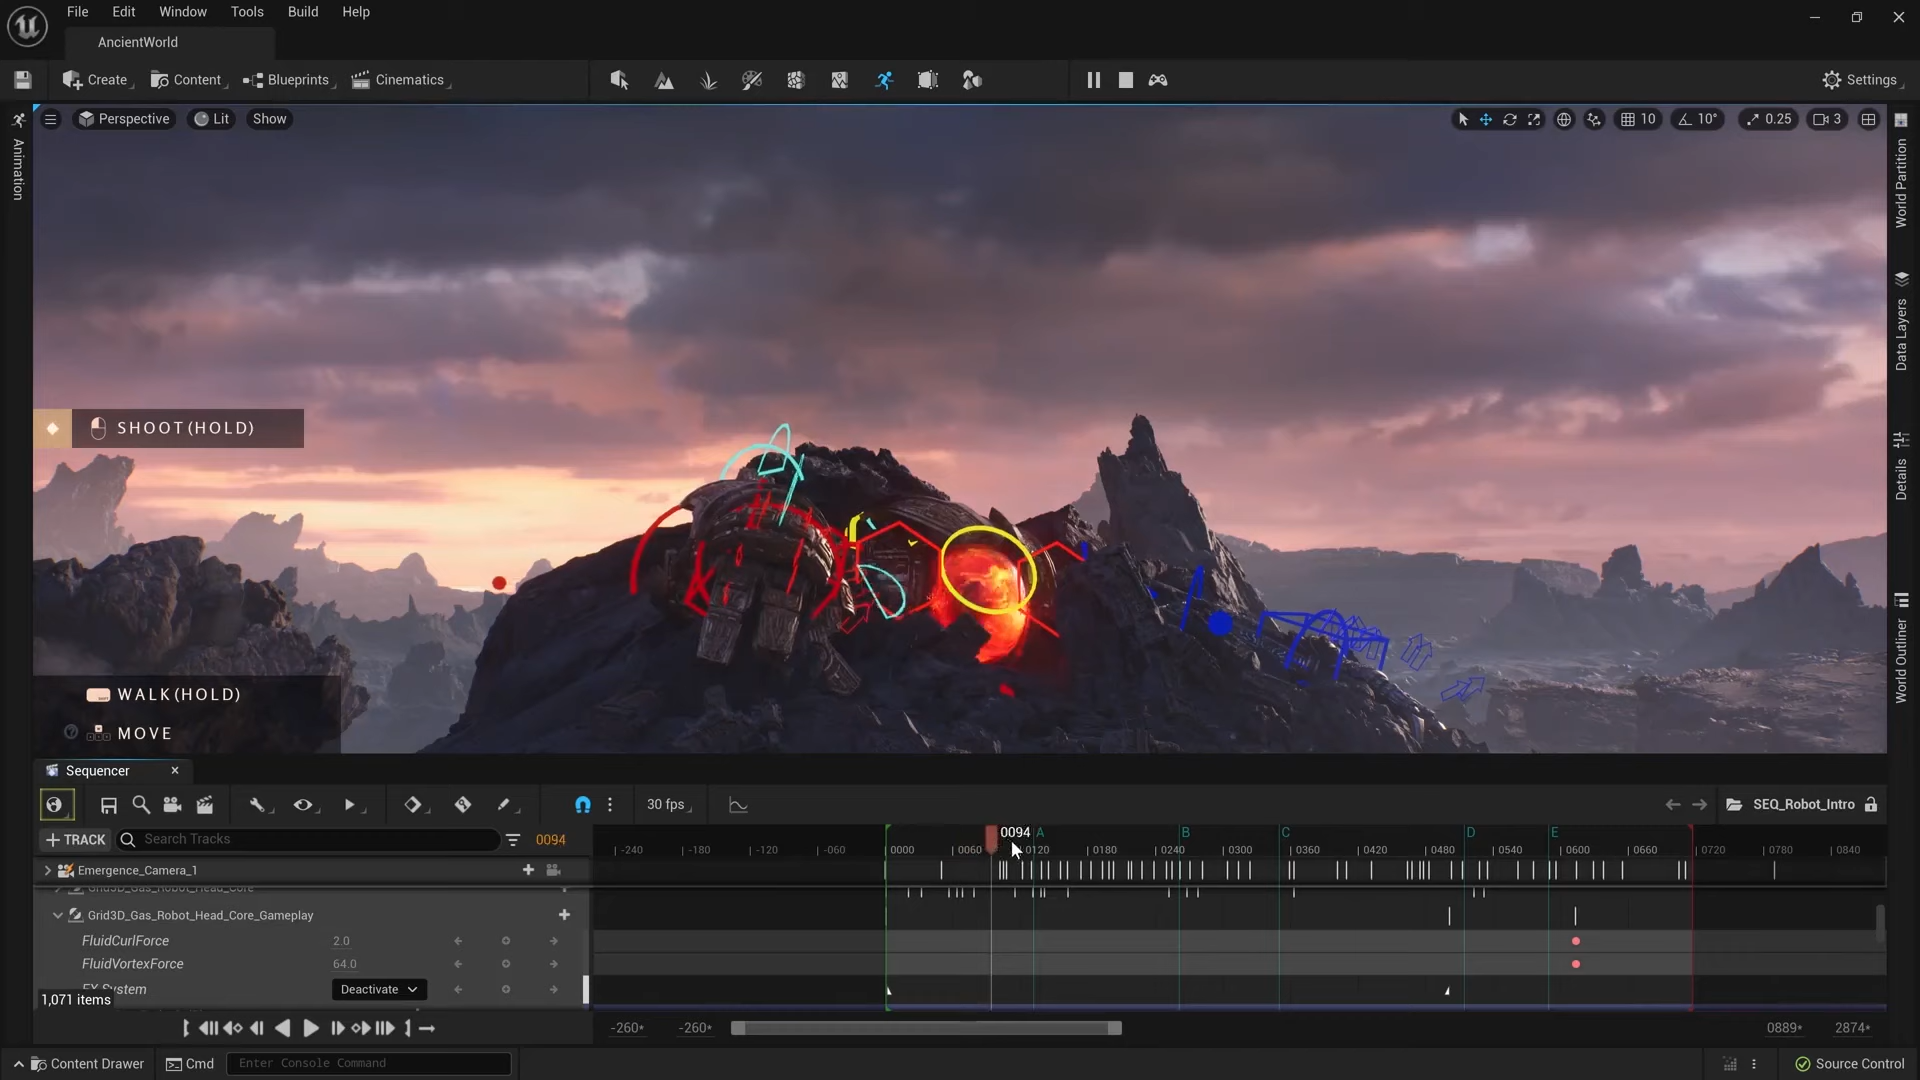 File Edit Window Tools Build Help
AncientWorld
Create Content Blueprints Cinematics Settings
Perspective Lit Show 10 10° 0.25 3
Animation
World Partition
Data Layers
Details
World Outliner
SHOOT(HOLD)
WALK(HOLD)
MOVE
Sequencer
30 fps SEQ_Robot_Intro
TRACK Search Tracks 0094
0094 A B C D E
-240 -180 -120 -060 0000 0060 0120 0180 0240 0300 0360 0420 0480 0540 0600 0660 0720 0780 0840
Emergence_Camera_1
Grid3D_Gas_Robot_Head_Core
Grid3D_Gas_Robot_Head_Core_Gameplay
FluidCurlForce 2.0
FluidVortexForce 64.0
FX System Deactivate
1,071 items
-260* -260* 0889* 2874*
Content Drawer Cmd Enter Console Command Source Control